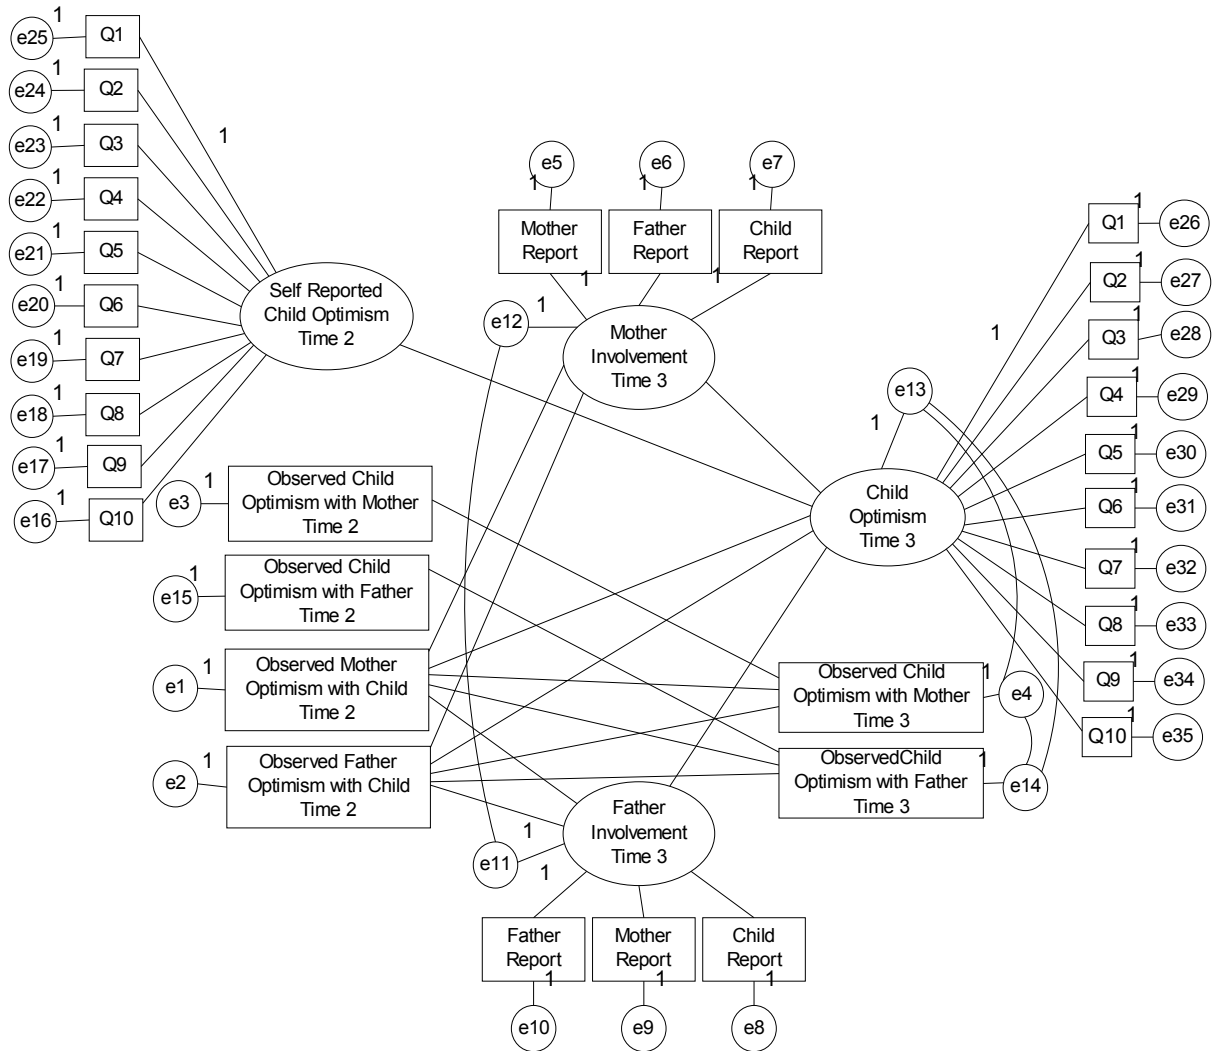 1
e25
Q1
1
e24
Q2
1
e23
Q3
1
e22
Q4
1
e21
Q5
1
e20
Q6
1
e19
Q7
1
e18
Q8
1
e17
Q9
1
e16
Q10
1
Self Reported
Child Optimism
Time 2
e5
1
Mother
Report
e6
1
Father
Report
e7
1
Child
Report
1
1
1
e12
Mother
Involvement
Time 3
1
e3
Observed Child
Optimism with Mother
Time 2
1
e15
Observed Child
Optimism with Father
Time 2
1
e1
Observed Mother
Optimism with Child
Time 2
1
e2
Observed Father
Optimism with Child
Time 2
e13
1
Child
Optimism
Time 3
1
Q1
1
e26
Q2
1
e27
Q3
1
e28
Q4
1
e29
Q5
1
e30
Q6
1
e31
Q7
1
e32
Q8
1
e33
Q9
1
e34
Q10
1
e35
Observed Child
Optimism with Mother
Time 3
1
e4
ObservedChild
Optimism with Father
Time 3
1
e14
Father
Involvement
Time 3
1
e11
1
Father
Report
1
e10
Mother
Report
1
e9
Child
Report
1
e8